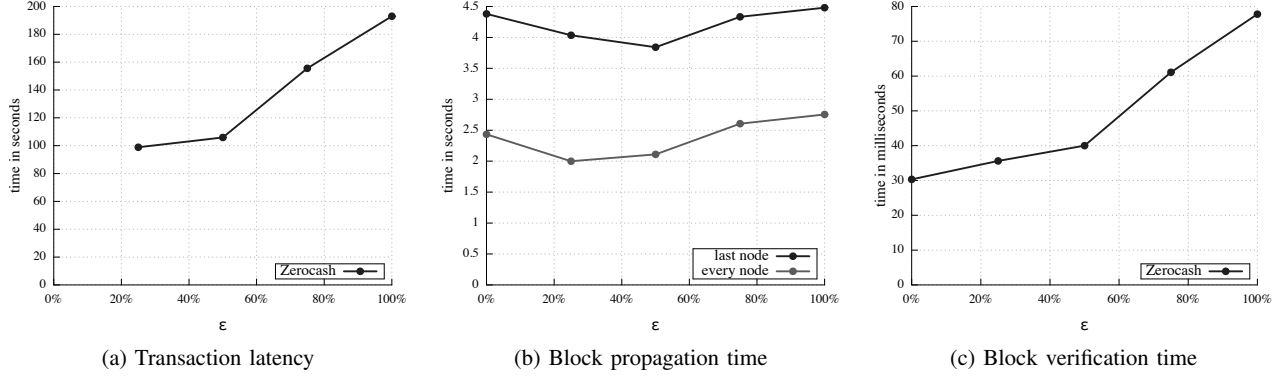 200
180
160
140
120
100
80
60
40
20
0
time in seconds
0% 20% 40% 60% 80% 100%
ε
Zerocash
(a) Transaction latency
4.5
4
3.5
3
2.5
2
1.5
1
0.5
0
time in seconds
0% 20% 40% 60% 80% 100%
ε
last node
every node
(b) Block propagation time
80
70
60
50
40
30
20
10
0
time in milliseconds
0% 20% 40% 60% 80% 100%
ε
Zerocash
(c) Block verification time